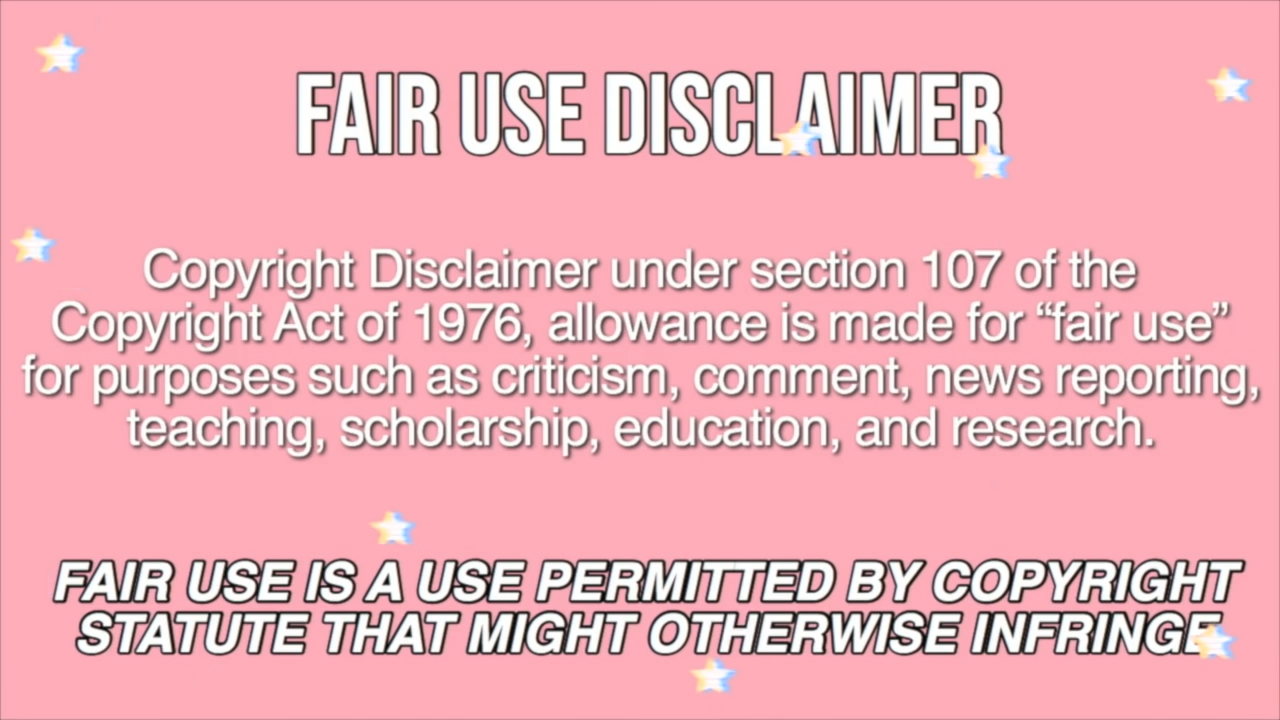 FAIR USE DISCLAIMER
Copyright Disclaimer under section 107 of the
Copyright Act of 1976, allowance is made for “fair use”
for purposes such as criticism, comment, news reporting,
teaching, scholarship, education, and research.
FAIR USE IS A USE PERMITTED BY COPYRIGHT
STATUTE THAT MIGHT OTHERWISE INFRINGE